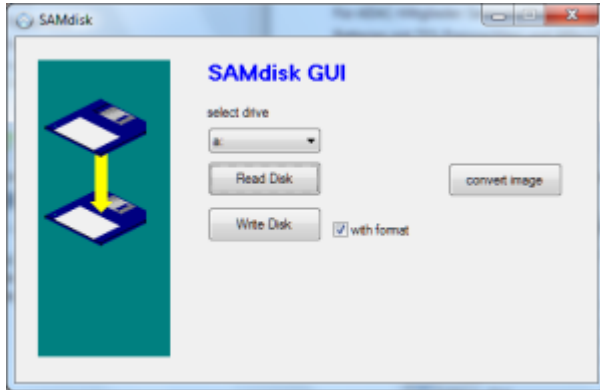 SAMdisk
SAMdisk GUI
select drive
a:
Read Disk
convert image
Write Disk
with format